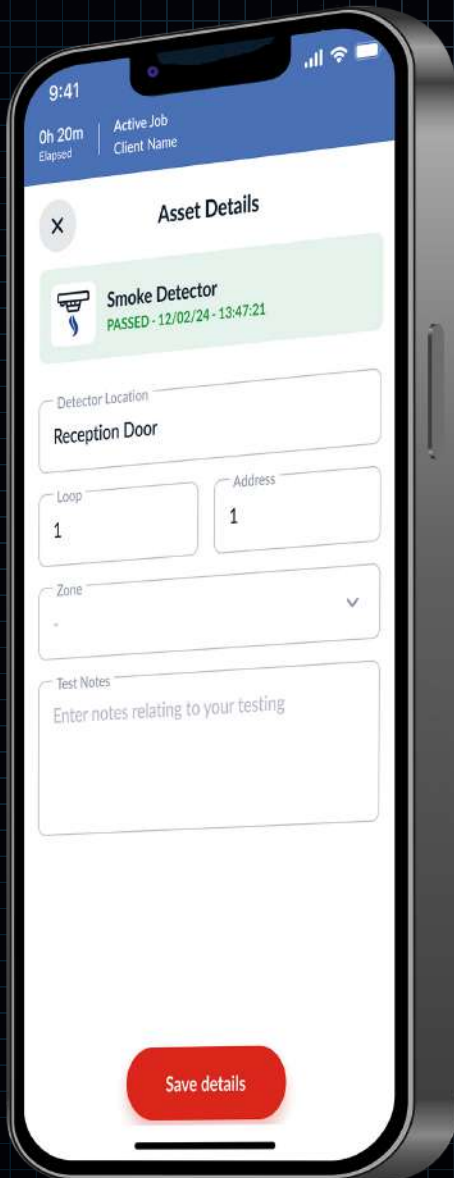 9:41
0h 20m
Elapsed
Active Job
Client Name
Asset Details
Smoke Detector
PASSED - 12/02/24 - 13:47:21
Detector Location
Reception Door
Loop
1
Address
1
Zone
-
Test Notes
Enter notes relating to your testing
Save details